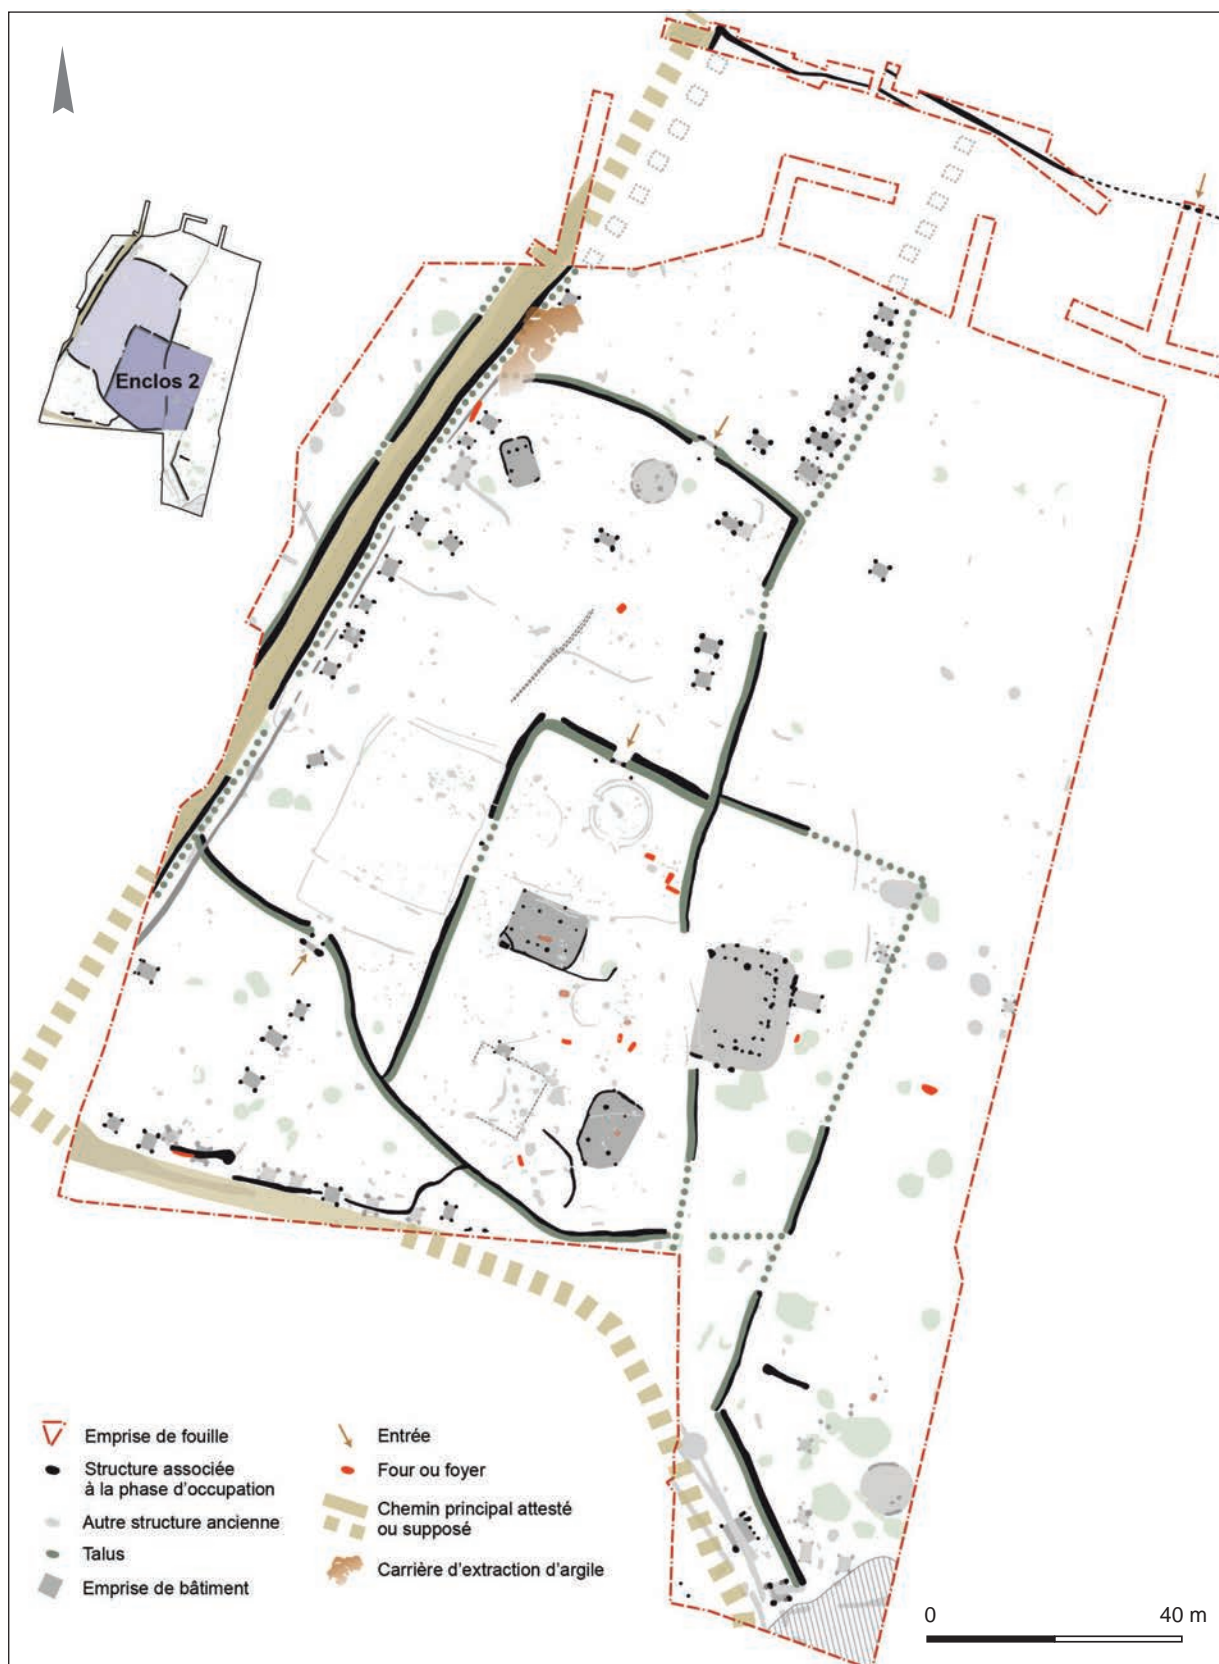 Enclos 2
Emprise de fouille
Structure associée
à la phase d'occupation
Autre structure ancienne
Talus
Emprise de bâtiment
Entrée
Four ou foyer
Chemin principal attesté
ou supposé
Carrière d'extraction d'argile
0 40 m